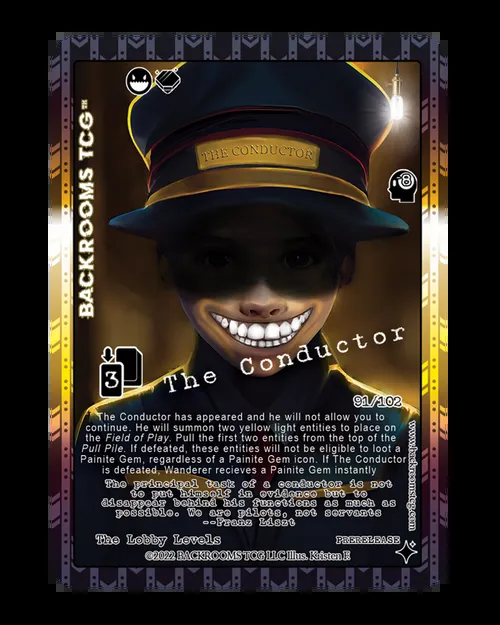 THE CONDUCTOR
BACKROOMS TCG™
8
3
The Conductor
91/102
The Conductor has appeared and he will not allow you to
continue. He will summon two yellow light entities to place on
the Field of Play. Pull the first two entities from the top of the
Pull Pile. If defeated, these entities will not be eligible to loot a
Painite Gem, regardless of a Painite Gem icon. If The Conductor
is defeated, Wanderer recieves a Painite Gem instantly
The principal task of a conductor is not
to put himself in evidence but to
disappear behind his functions as much as
possible. We are pilots, not servants
--Franz Liszt
www.backroomstcg.com
The Lobby Levels
PRERELEASE
©2022 BACKROOMS TCG LLC Illus. Kristen F.